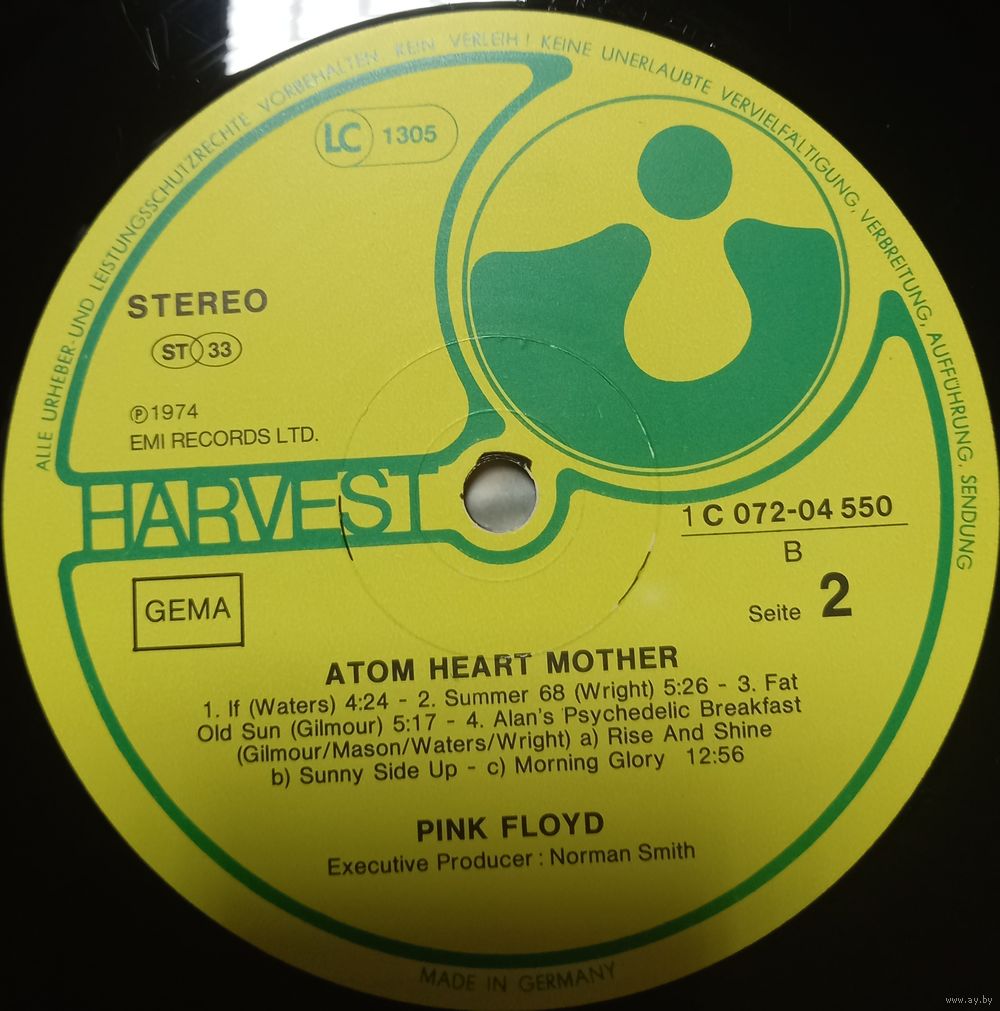 ALLE URHEBER- UND LEISTUNGSSCHUTZRECHTE VORBEHALTEN. KEIN VERLEIH! KEINE UNERLAUBTE VERVIELFÄLTIGUNG, VERBREITUNG, AUFFÜHRUNG, SENDUNG
LC 1305
STEREO
ST 33
℗ 1974
EMI RECORDS LTD.
HARVEST
1 C 072-04 550
B
Seite 2
GEMA
ATOM HEART MOTHER
1. If (Waters) 4:24 - 2. Summer 68 (Wright) 5:26 - 3. Fat
Old Sun (Gilmour) 5:17 - 4. Alan's Psychedelic Breakfast
(Gilmour/Mason/Waters/Wright) a) Rise And Shine
b) Sunny Side Up - c) Morning Glory 12:56
PINK FLOYD
Executive Producer : Norman Smith
MADE IN GERMANY
www.ay.by